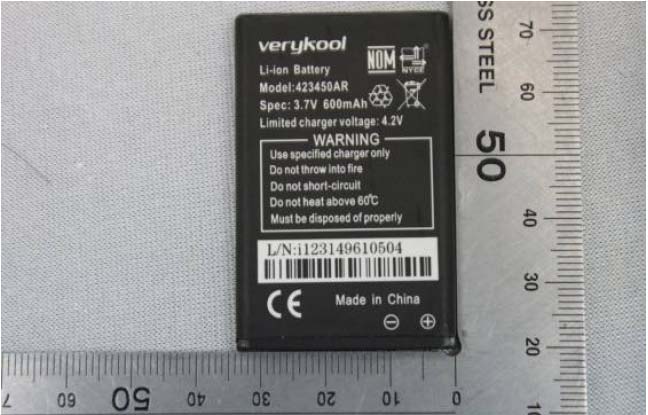 verykool
NOM NYCE
Li-ion Battery
Model:423450AR
Spec: 3.7V 600mAh
Limited charger voltage: 4.2V
WARNING
Use specified charger only
Do not throw into fire
Do not short-circuit
Do not heat above 60℃
Must be disposed of properly
L/N:i123149610504
CE
Made in China
⊖ ⊕
SS STEEL
70
60
50
40
30
20
70 60 50 40 30 20 10 0